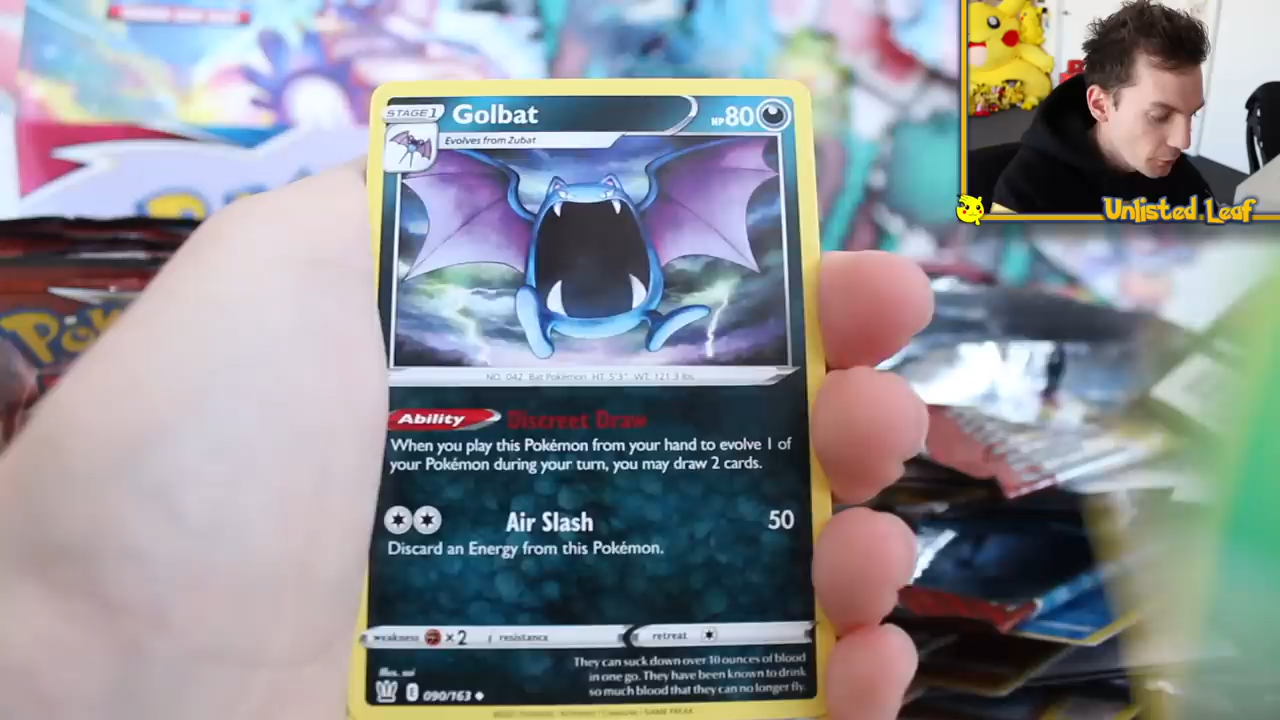 STAGE 1
Golbat
HP 80
Evolves from Zubat
Unlisted Leaf
NO. 042 Bat Pokémon HT: 5'3" WT: 121.3 lbs.
Ability Discreet Draw
When you play this Pokémon from your hand to evolve 1 of
your Pokémon during your turn, you may draw 2 cards.
Air Slash 50
Discard an Energy from this Pokémon.
weakness ×2 resistance retreat
They can suck down over 10 ounces of blood
in one go. They have been known to drink
so much blood that they can no longer fly.
090/163